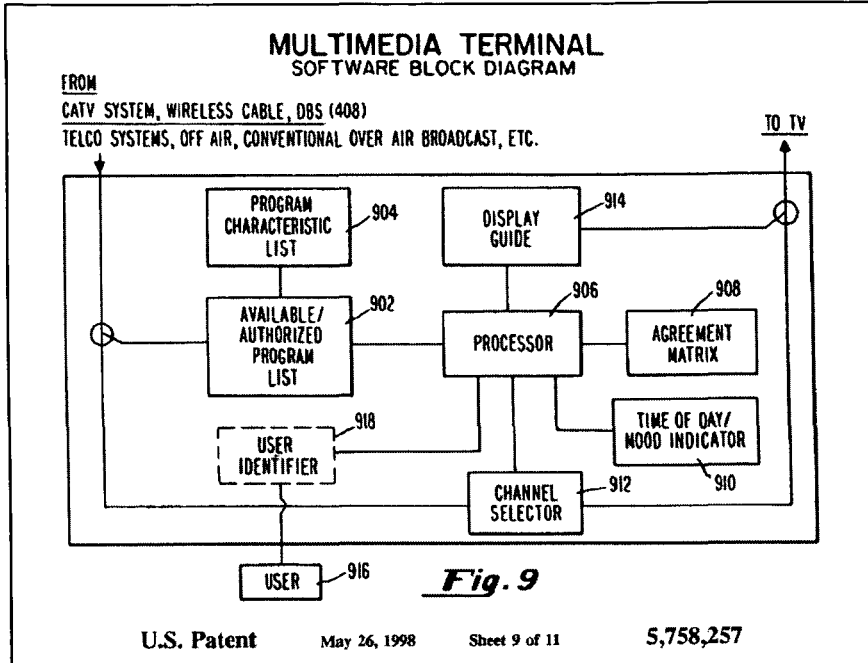 MULTIMEDIA TERMINAL
SOFTWARE BLOCK DIAGRAM
FROM
CATV SYSTEM, WIRELESS CABLE, DBS (408)
TELCO SYSTEMS, OFF AIR, CONVENTIONAL OVER AIR BROADCAST, ETC.
TO TV
PROGRAM
CHARACTERISTIC
LIST
904
DISPLAY
GUIDE
914
AVAILABLE/
AUTHORIZED
PROGRAM
LIST
902
PROCESSOR
906
AGREEMENT
MATRIX
908
USER
IDENTIFIER
918
TIME OF DAY/
MOOD INDICATOR
910
CHANNEL
SELECTOR
912
USER
916
Fig. 9
U.S. Patent May 26, 1998 Sheet 9 of 11 5,758,257